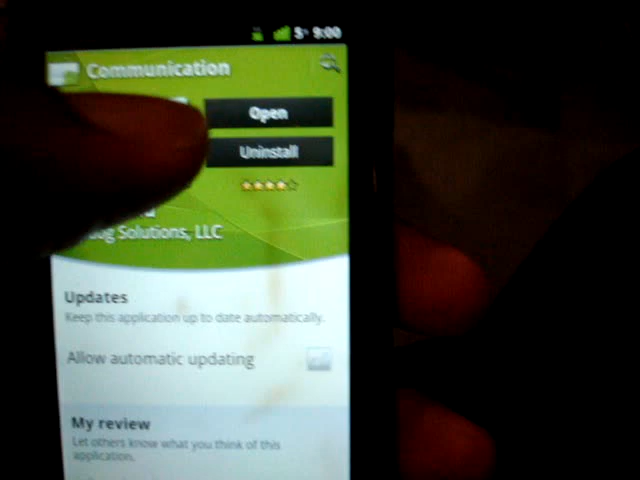 9:00
Communication
Open
Uninstall
Solutions, LLC
Updates
Keep this application up to date automatically.
Allow automatic updating
My review
Let others know what you think of this
application.